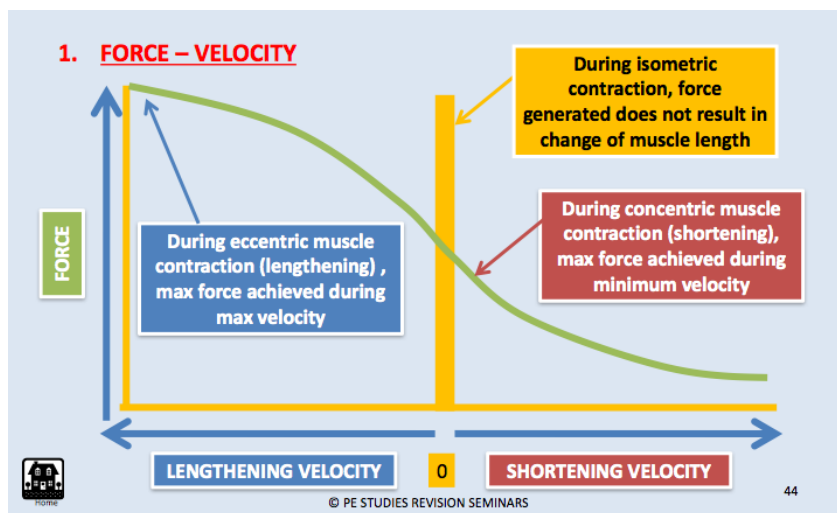 1. FORCE – VELOCITY
During isometric
contraction, force
generated does not result in
change of muscle length
FORCE
During eccentric muscle
contraction (lengthening) ,
max force achieved during
max velocity
During concentric muscle
contraction (shortening),
max force achieved during
minimum velocity
LENGTHENING VELOCITY
0
SHORTENING VELOCITY
Home
© PE STUDIES REVISION SEMINARS
44